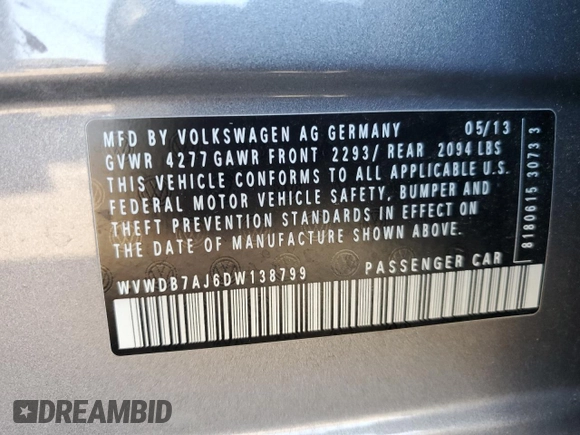 MFD BY VOLKSWAGEN AG GERMANY 05/13
GVWR 4277 GAWR FRONT 2293/ REAR 2094 LBS
THIS VEHICLE CONFORMS TO ALL APPLICABLE U.S.
FEDERAL MOTOR VEHICLE SAFETY, BUMPER AND
THEFT PREVENTION STANDARDS IN EFFECT ON
THE DATE OF MANUFACTURE SHOWN ABOVE.
WVWDB7AJ6DW138799 PASSENGER CAR
8180615 3073 3
DREAMBID